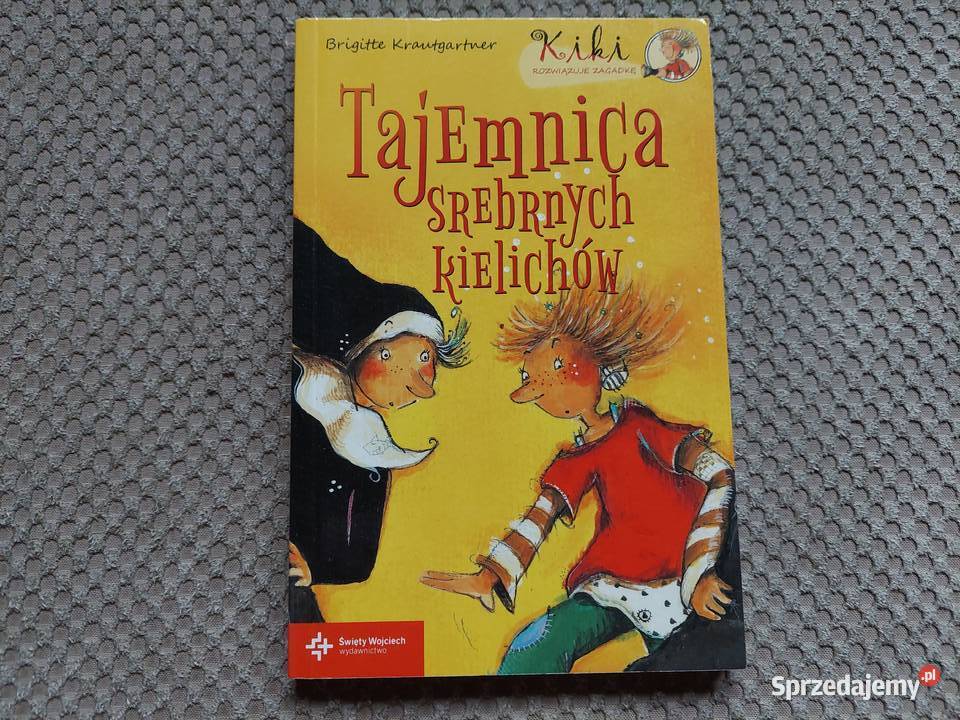 Brigitte Krautgartner
Kiki
ROZWIĄZUJE ZAGADKĘ
TajEmnica
SREBRnych
KiElichów
Święty Wojciech
wydawnictwo
Sprzedajemy.pl